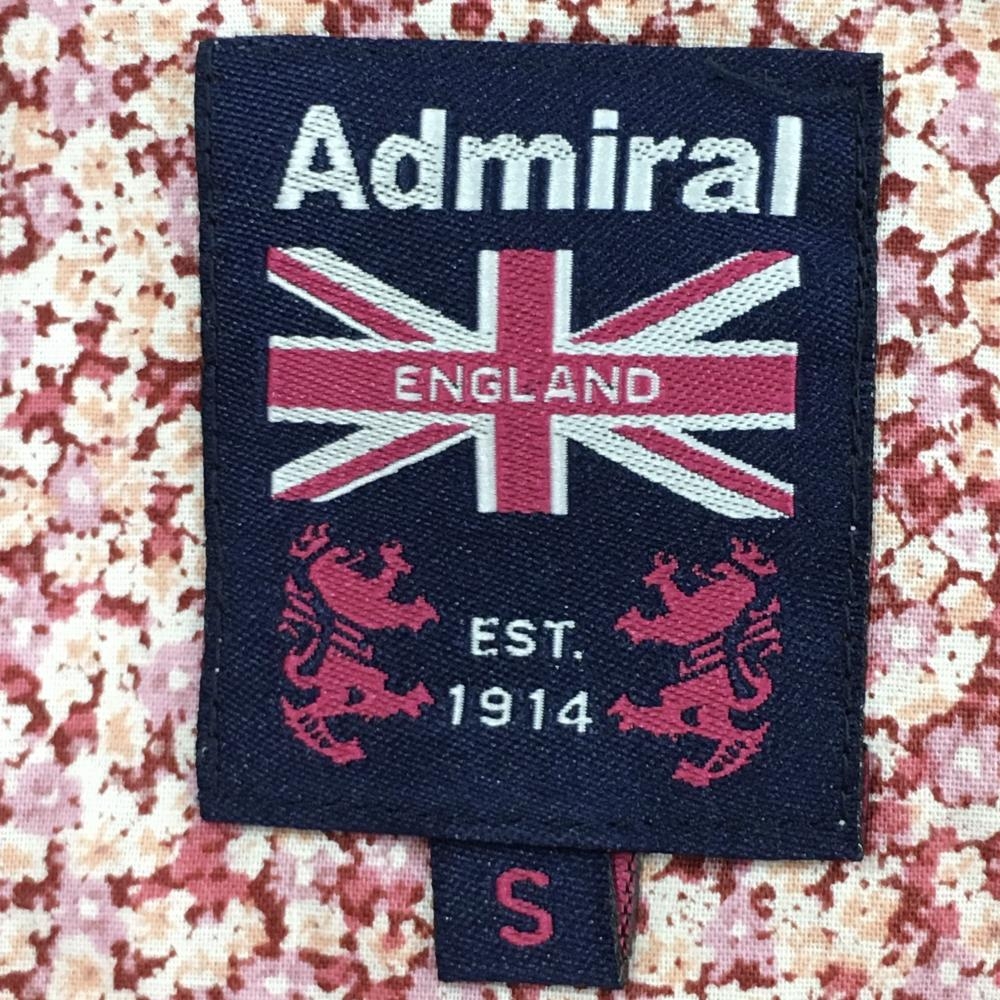 Admiral
ENGLAND
EST.
1914
S